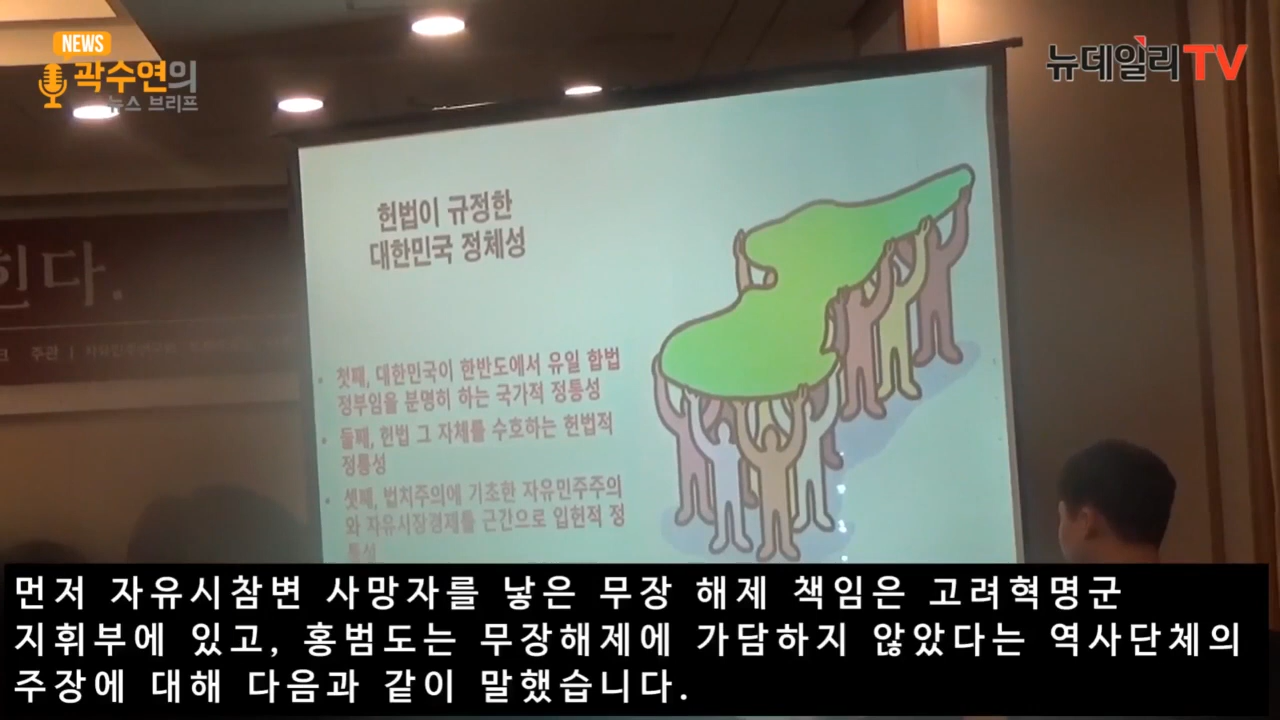 NEWS
곽수연의
뉴스 브리프
뉴데일리TV
헌법이 규정한
대한민국 정체성
힌다.
주관 |
• 첫째, 대한민국이 한반도에서 유일 합법
정부임을 분명히 하는 국가적 정통성
• 둘째, 헌법 그 자체를 수호하는 헌법적
정통성
• 셋째, 법치주의에 기초한 자유민주주의
와 자유시장경제를 근간으로 입헌적 정
통성
먼저 자유시참변 사망자를 낳은 무장 해제 책임은 고려혁명군
지휘부에 있고, 홍범도는 무장해제에 가담하지 않았다는 역사단체의
주장에 대해 다음과 같이 말했습니다.